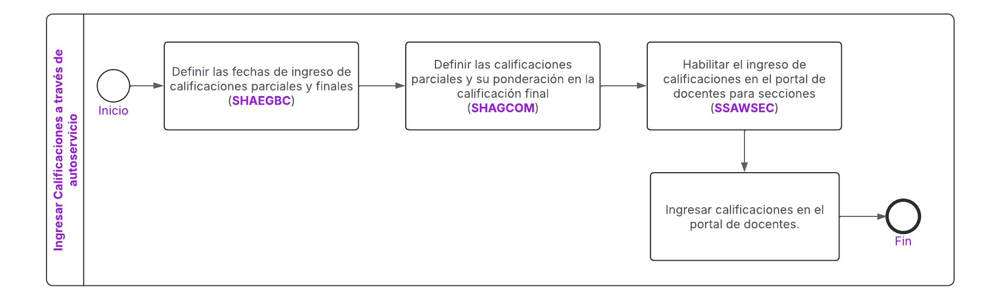 Ingresar Calificaciones a través de
autoservicio
Inicio
Definir las fechas de ingreso de
calificaciones parciales y finales
(SHAEGBC)
Definir las calificaciones
parciales y su ponderación en la
calificación final
(SHAGCOM)
Habilitar el ingreso de
calificaciones en el portal de
docentes para secciones
(SSAWSEC)
Ingresar calificaciones en el
portal de docentes.
Fin